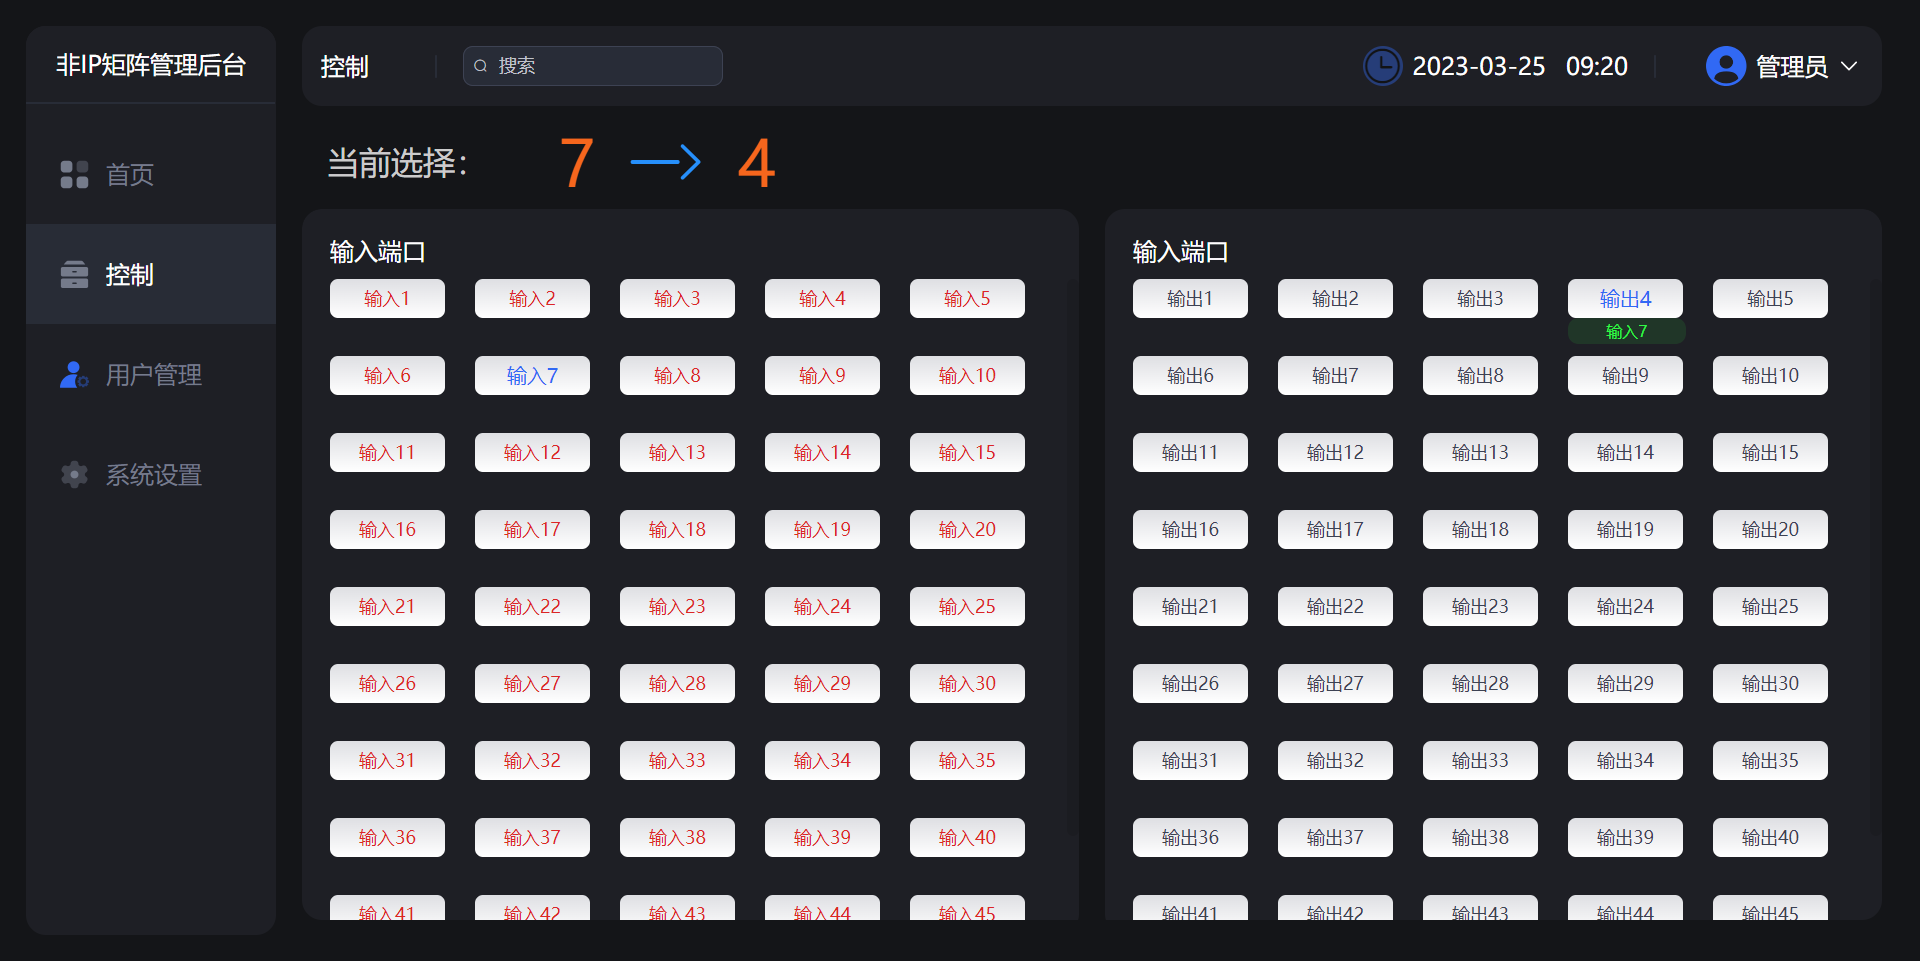 非IP矩阵管理后台
首页
控制
用户管理
系统设置
控制
搜索
2023-03-25 09:20
管理员
当前选择： 7 4
输入端口
输入1 输入2 输入3 输入4 输入5
输入6 输入7 输入8 输入9 输入10
输入11 输入12 输入13 输入14 输入15
输入16 输入17 输入18 输入19 输入20
输入21 输入22 输入23 输入24 输入25
输入26 输入27 输入28 输入29 输入30
输入31 输入32 输入33 输入34 输入35
输入36 输入37 输入38 输入39 输入40
输入41 输入42 输入43 输入44 输入45
输入端口
输出1 输出2 输出3 输出4 输出5
输入7
输出6 输出7 输出8 输出9 输出10
输出11 输出12 输出13 输出14 输出15
输出16 输出17 输出18 输出19 输出20
输出21 输出22 输出23 输出24 输出25
输出26 输出27 输出28 输出29 输出30
输出31 输出32 输出33 输出34 输出35
输出36 输出37 输出38 输出39 输出40
输出41 输出42 输出43 输出44 输出45